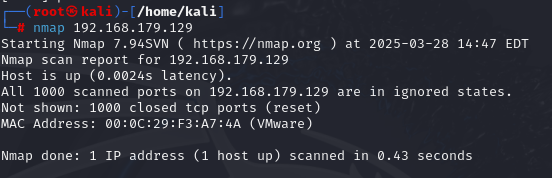 ┌──(root㉿kali)-[/home/kali]
└─# nmap 192.168.179.129
Starting Nmap 7.94SVN ( https://nmap.org ) at 2025-03-28 14:47 EDT
Nmap scan report for 192.168.179.129
Host is up (0.0024s latency).
All 1000 scanned ports on 192.168.179.129 are in ignored states.
Not shown: 1000 closed tcp ports (reset)
MAC Address: 00:0C:29:F3:A7:4A (VMware)
Nmap done: 1 IP address (1 host up) scanned in 0.43 seconds